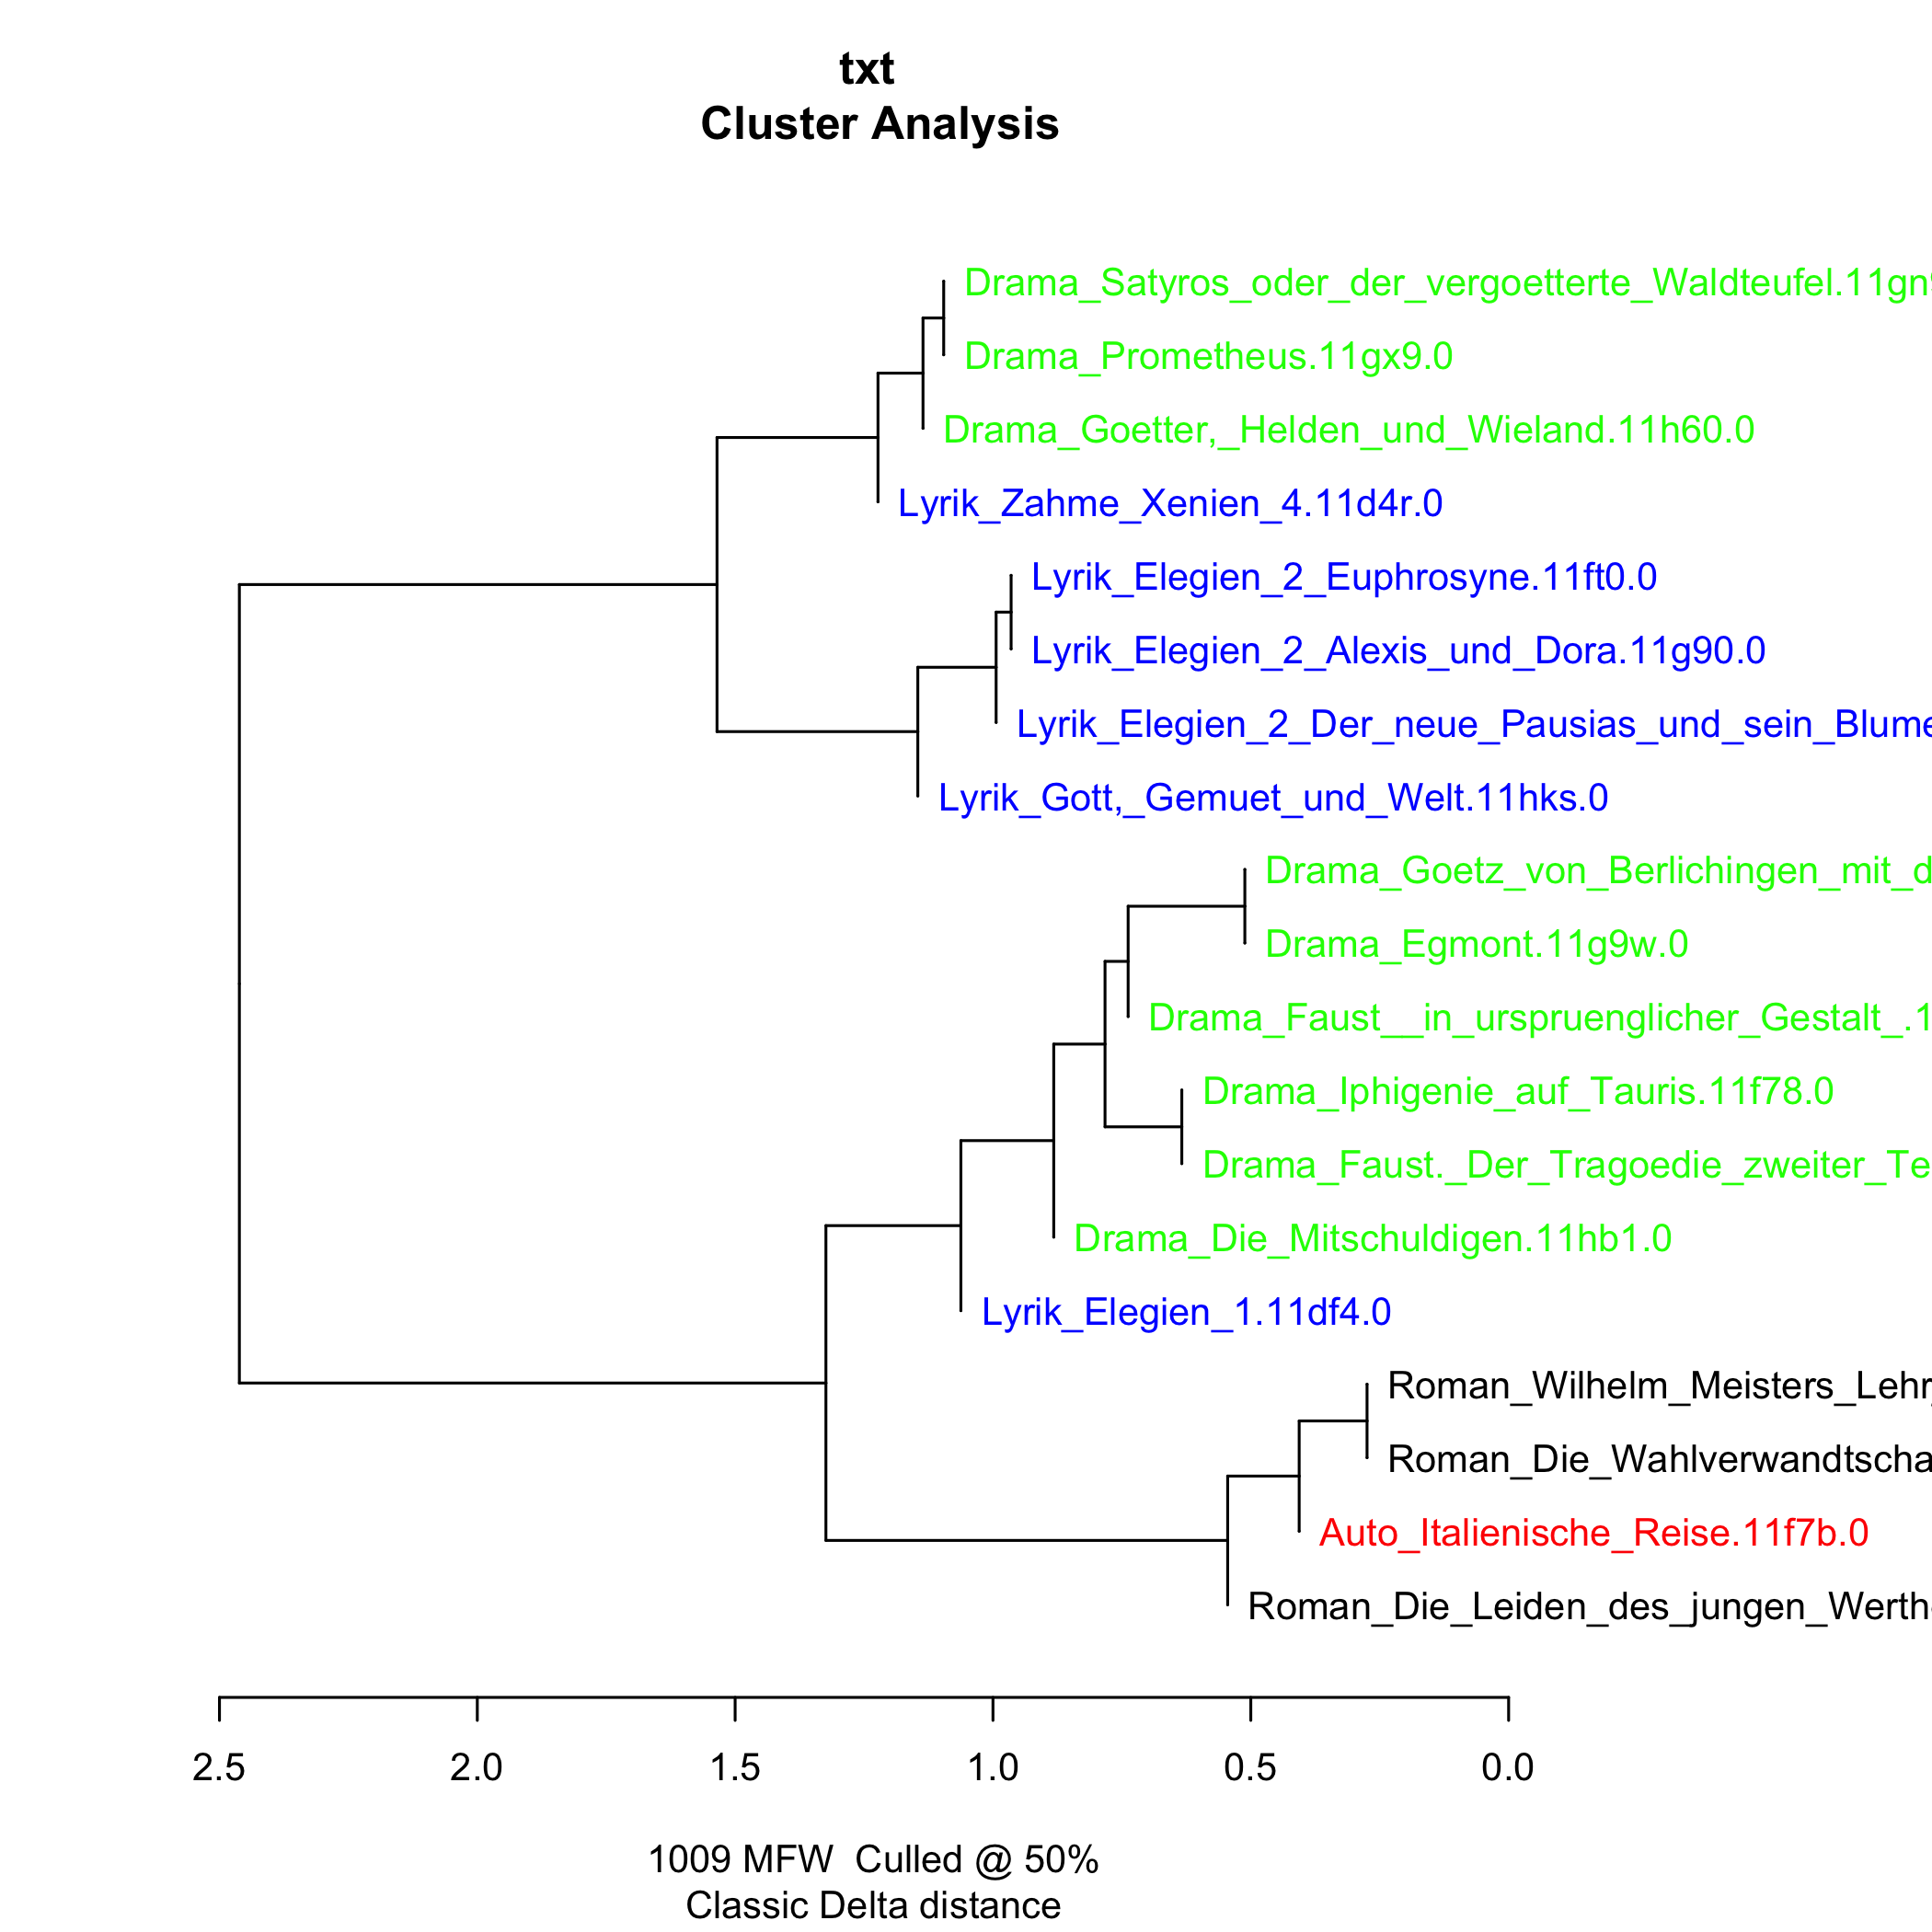 txt
Cluster Analysis
Drama_Satyros_oder_der_vergoetterte_Waldteufel.11gn
Drama_Prometheus.11gx9.0
Drama_Goetter,_Helden_und_Wieland.11h60.0
Lyrik_Zahme_Xenien_4.11d4r.0
Lyrik_Elegien_2_Euphrosyne.11ft0.0
Lyrik_Elegien_2_Alexis_und_Dora.11g90.0
Lyrik_Elegien_2_Der_neue_Pausias_und_sein_Blume
Lyrik_Gott,_Gemuet_und_Welt.11hks.0
Drama_Goetz_von_Berlichingen_mit_d
Drama_Egmont.11g9w.0
Drama_Faust__in_urspruenglicher_Gestalt_.1
Drama_Iphigenie_auf_Tauris.11f78.0
Drama_Faust._Der_Tragoedie_zweiter_Te
Drama_Die_Mitschuldigen.11hb1.0
Lyrik_Elegien_1.11df4.0
Roman_Wilhelm_Meisters_Lehr
Roman_Die_Wahlverwandtscha
Auto_Italienische_Reise.11f7b.0
Roman_Die_Leiden_des_jungen_Werth
2.5 2.0 1.5 1.0 0.5 0.0
1009 MFW  Culled @ 50%
Classic Delta distance